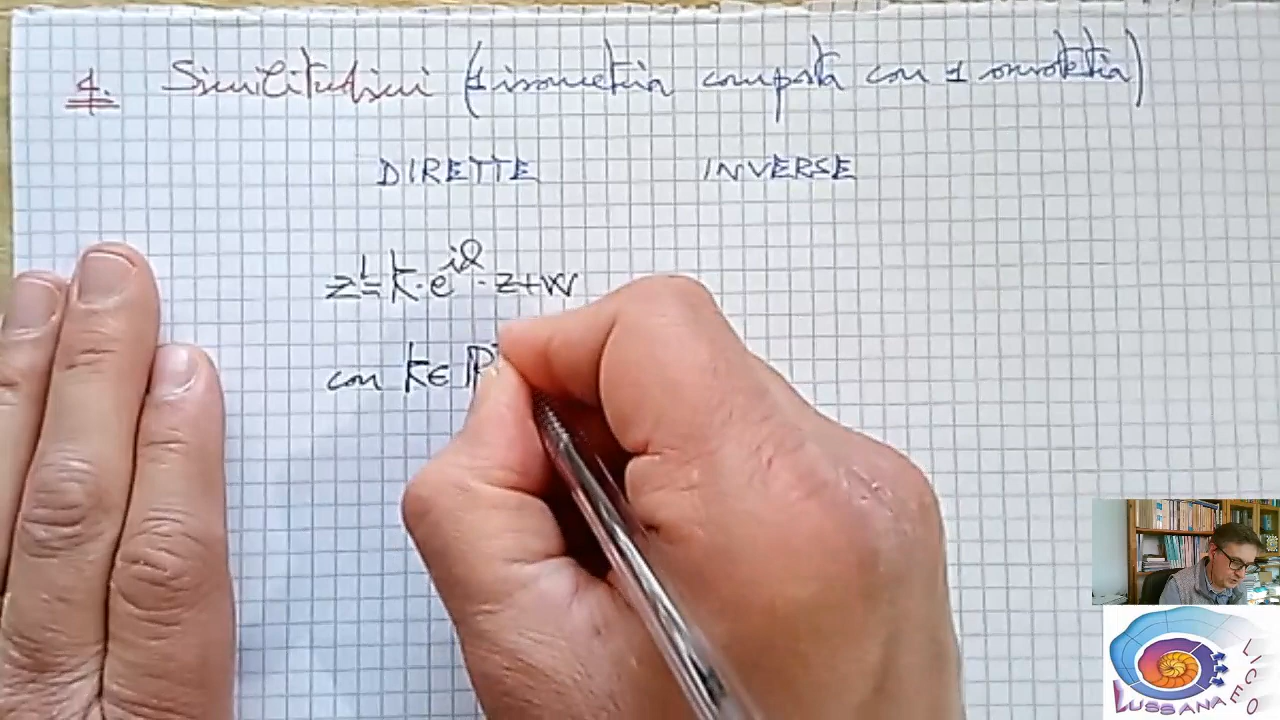 4. Similitudini (1 isometria composta con 1 omotetia)
DIRETTE INVERSE
z'=k·e^{iϑ}·z+w
con k∈ℝ
LICEO
LUSSANA